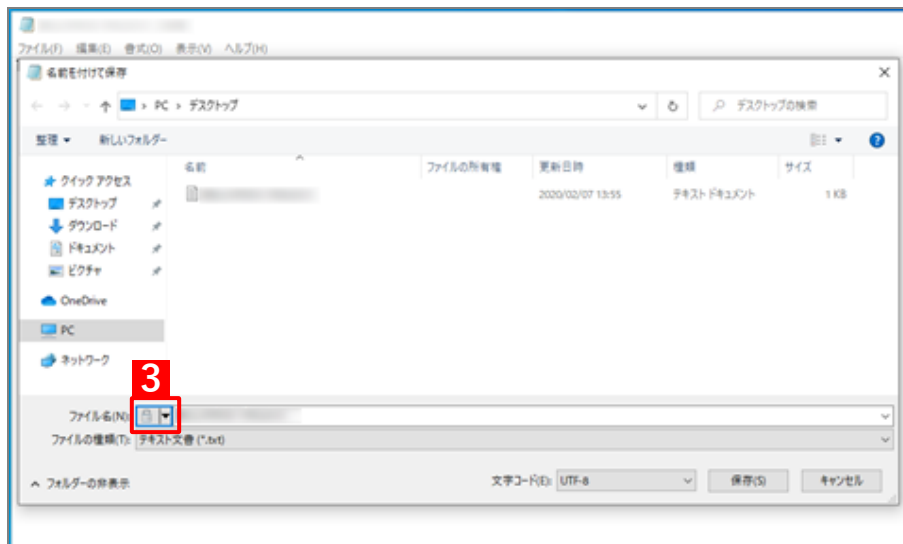 ファイル(F) 編集(E) 書式(O) 表示(V) ヘルプ(H)
名前を付けて保存
PC › デスクトップ
デスクトップの検索
整理 新しいフォルダー
名前 ファイルの所有権 更新日時 種類 サイズ
2020/02/07 13:55 テキスト ドキュメント 1 KB
クイック アクセス
デスクトップ
ダウンロード
ドキュメント
ピクチャ
OneDrive
PC
ネットワーク
3
ファイル名(N):
ファイルの種類(T): テキスト文書 (*.txt)
フォルダーの非表示 文字コード(E): UTF-8 保存(S) キャンセル